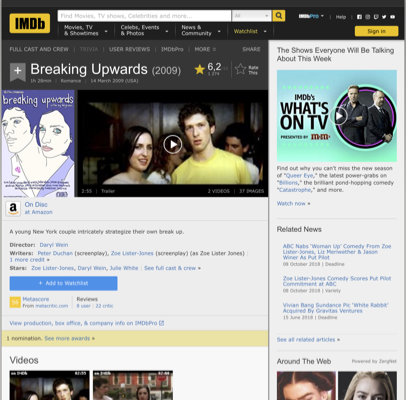 IMDb
Find Movies, TV shows, Celebrities and more...
All
IMDbPro
Help
Movies, TV & Showtimes
Celebs, Events & Photos
News & Community
Watchlist
Sign in
FULL CAST AND CREW | TRIVIA | USER REVIEWS | IMDbPro | MORE
SHARE
Breaking Upwards (2009)
1h 28min | Romance | 14 March 2009 (USA)
6,2
Rate This
breaking upwards
2:55 | Trailer
2 VIDEOS | 37 IMAGES
On Disc
at Amazon
A young New York couple intricately strategize their own break up.
Director: Daryl Wein
Writers: Peter Duchan (screenplay), Zoe Lister-Jones (screenplay) (as Zoe Lister Jones) |
1 more credit »
Stars: Zoe Lister-Jones, Daryl Wein, Julie White | See full cast & crew »
+ Add to Watchlist
Metascore
From metacritic.com
Reviews
8 user | 22 critic
View production, box office, & company info on IMDbPro
1 nomination. See more awards »
Videos
02:55
The Shows Everyone Will Be Talking About This Week
IMDb's
WHAT'S ON TV
PRESENTED BY
Find out why you can't miss the new season of "Queer Eye," the latest power-grabs on "Billions," the brilliant pond-hopping comedy "Catastrophe," and more.
Watch now »
Related News
ABC Nabs 'Woman Up' Comedy From Zoe Lister-Jones, Liz Meriwether & Jason Winer As Put Pilot
08 October 2018 | Deadline
Zoe Lister-Jones Comedy Scores Put Pilot Commitment at ABC
08 October 2018 | Variety
Vivian Bang Sundance Pic 'White Rabbit' Acquired By Gravitas Ventures
15 June 2018 | Deadline
See all related articles »
Around The Web
Powered by ZergNet